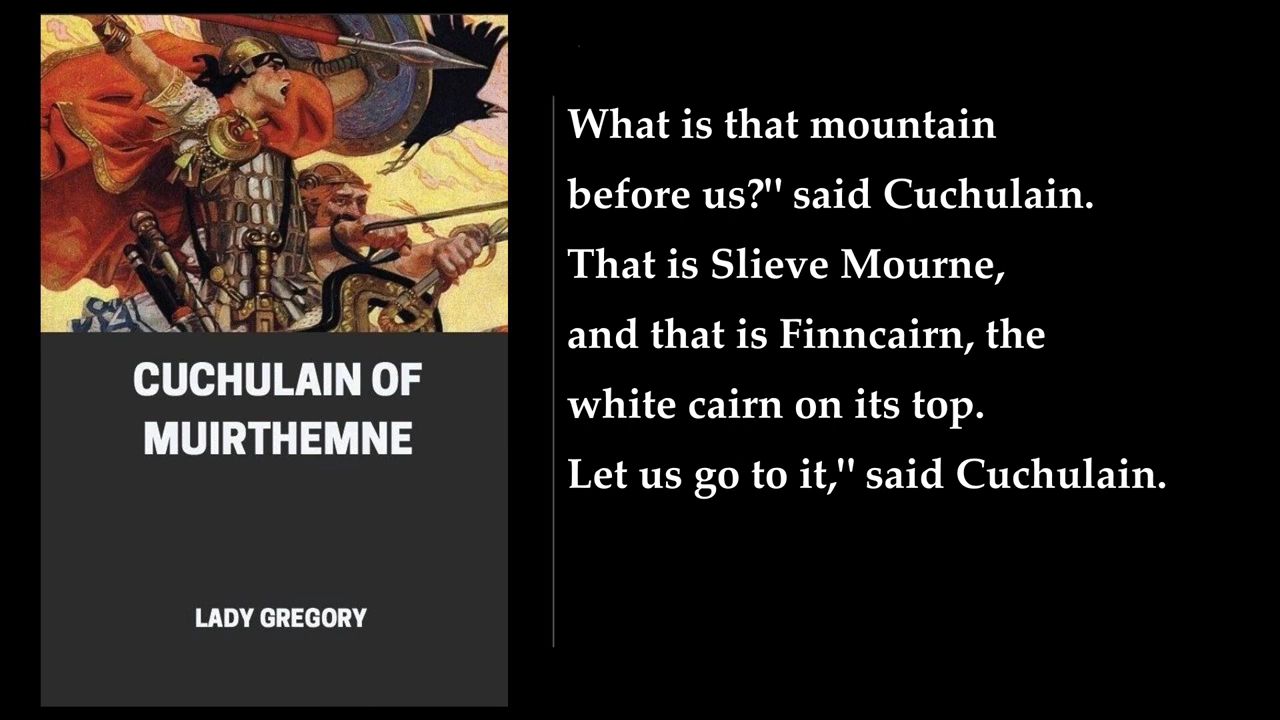 CUCHULAIN OF
MUIRTHEMNE
LADY GREGORY
What is that mountain
before us?" said Cuchulain.
That is Slieve Mourne,
and that is Finncairn, the
white cairn on its top.
Let us go to it," said Cuchulain.